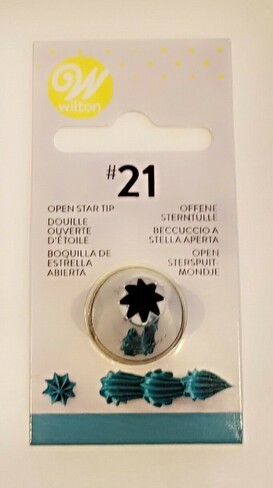 W
wilton
#21
OPEN STAR TIP
DOUILLE
OUVERTE
D'ÉTOILE
BOQUILLA DE
ESTRELLA
ABIERTA
OFFENE
STERNTÜLLE
BECCUCCIO A
STELLA APERTA
OPEN
STERSPUIT-
MONDJE